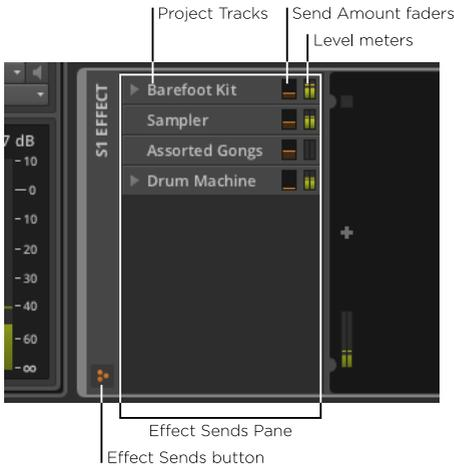 Project Tracks
Send Amount faders
Level meters
S1 EFFECT
Barefoot Kit
Sampler
Assorted Gongs
Drum Machine
7 dB
-10
-0
-10
-20
-30
-40
-60
-∞
Effect Sends Pane
Effect Sends button